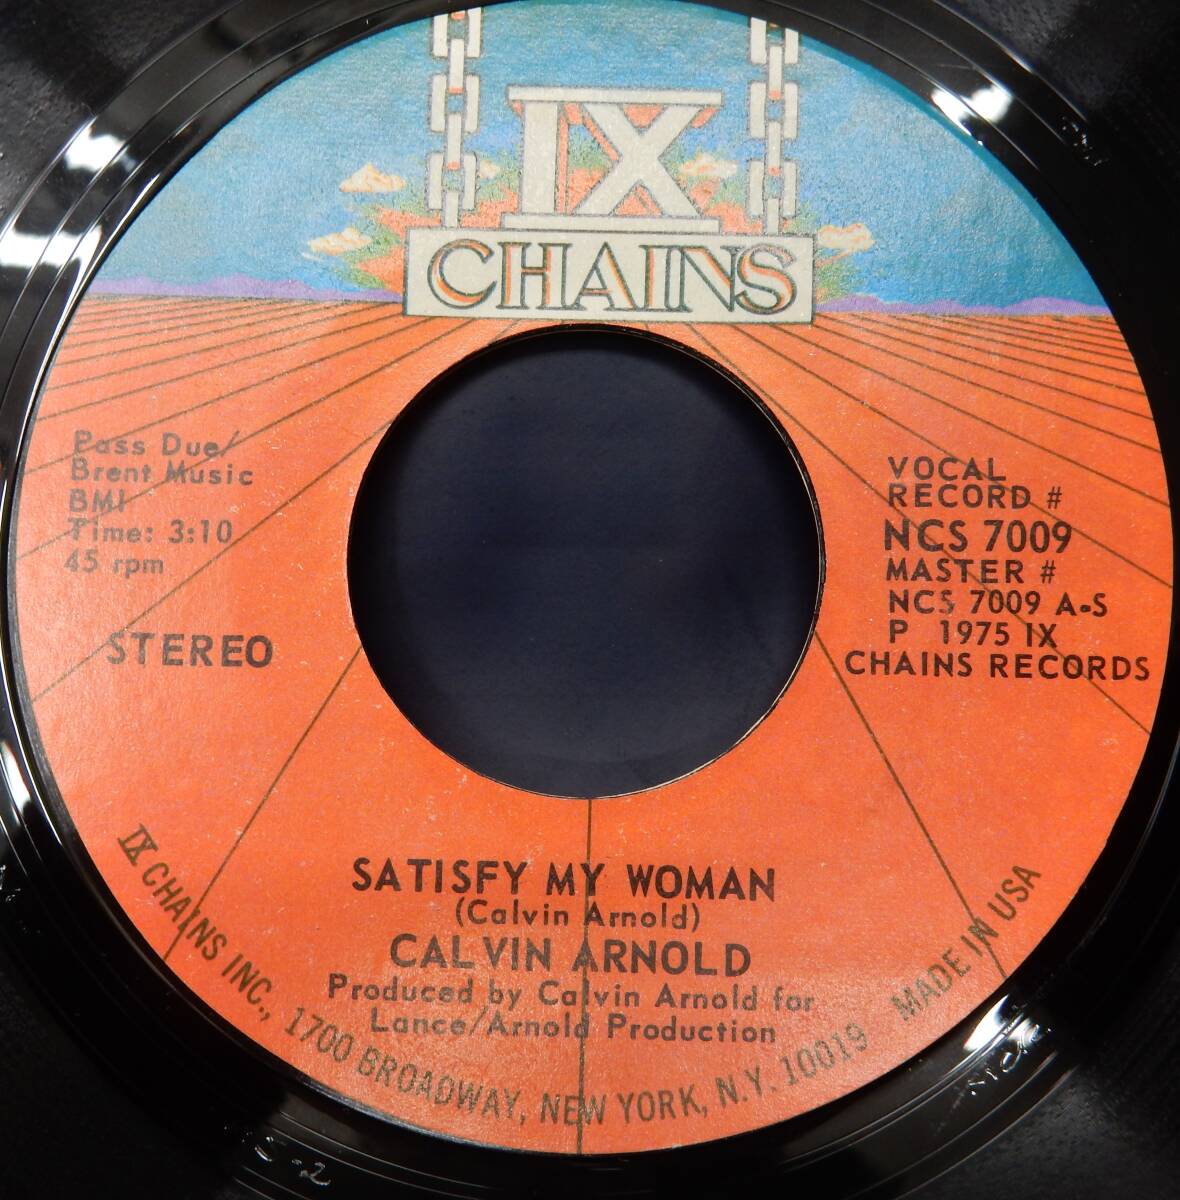 IX
CHAINS
Pass Due/
Brent Music
BMI
Time: 3:10
45 rpm
STEREO
VOCAL
RECORD #
NCS 7009
MASTER #
NCS 7009 A-S
P 1975 IX
CHAINS RECORDS
SATISFY MY WOMAN
(Calvin Arnold)
CALVIN ARNOLD
Produced by Calvin Arnold for
Lance/Arnold Production
IX CHAINS INC., 1700 BROADWAY, NEW YORK, N.Y. 10019 MADE IN USA